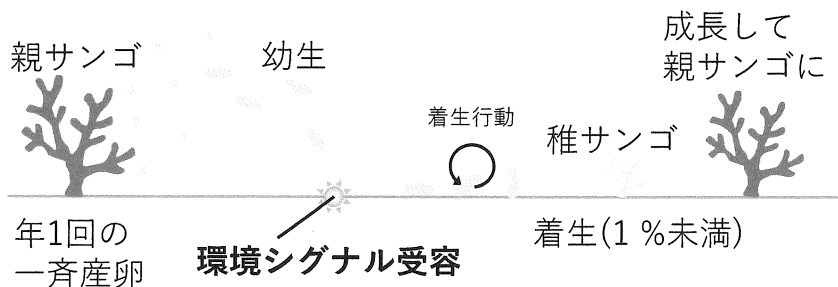 親サンゴ
幼生
成長して
親サンゴに
着生行動
稚サンゴ
年1回の
一斉産卵
環境シグナル受容
着生(1 %未満)